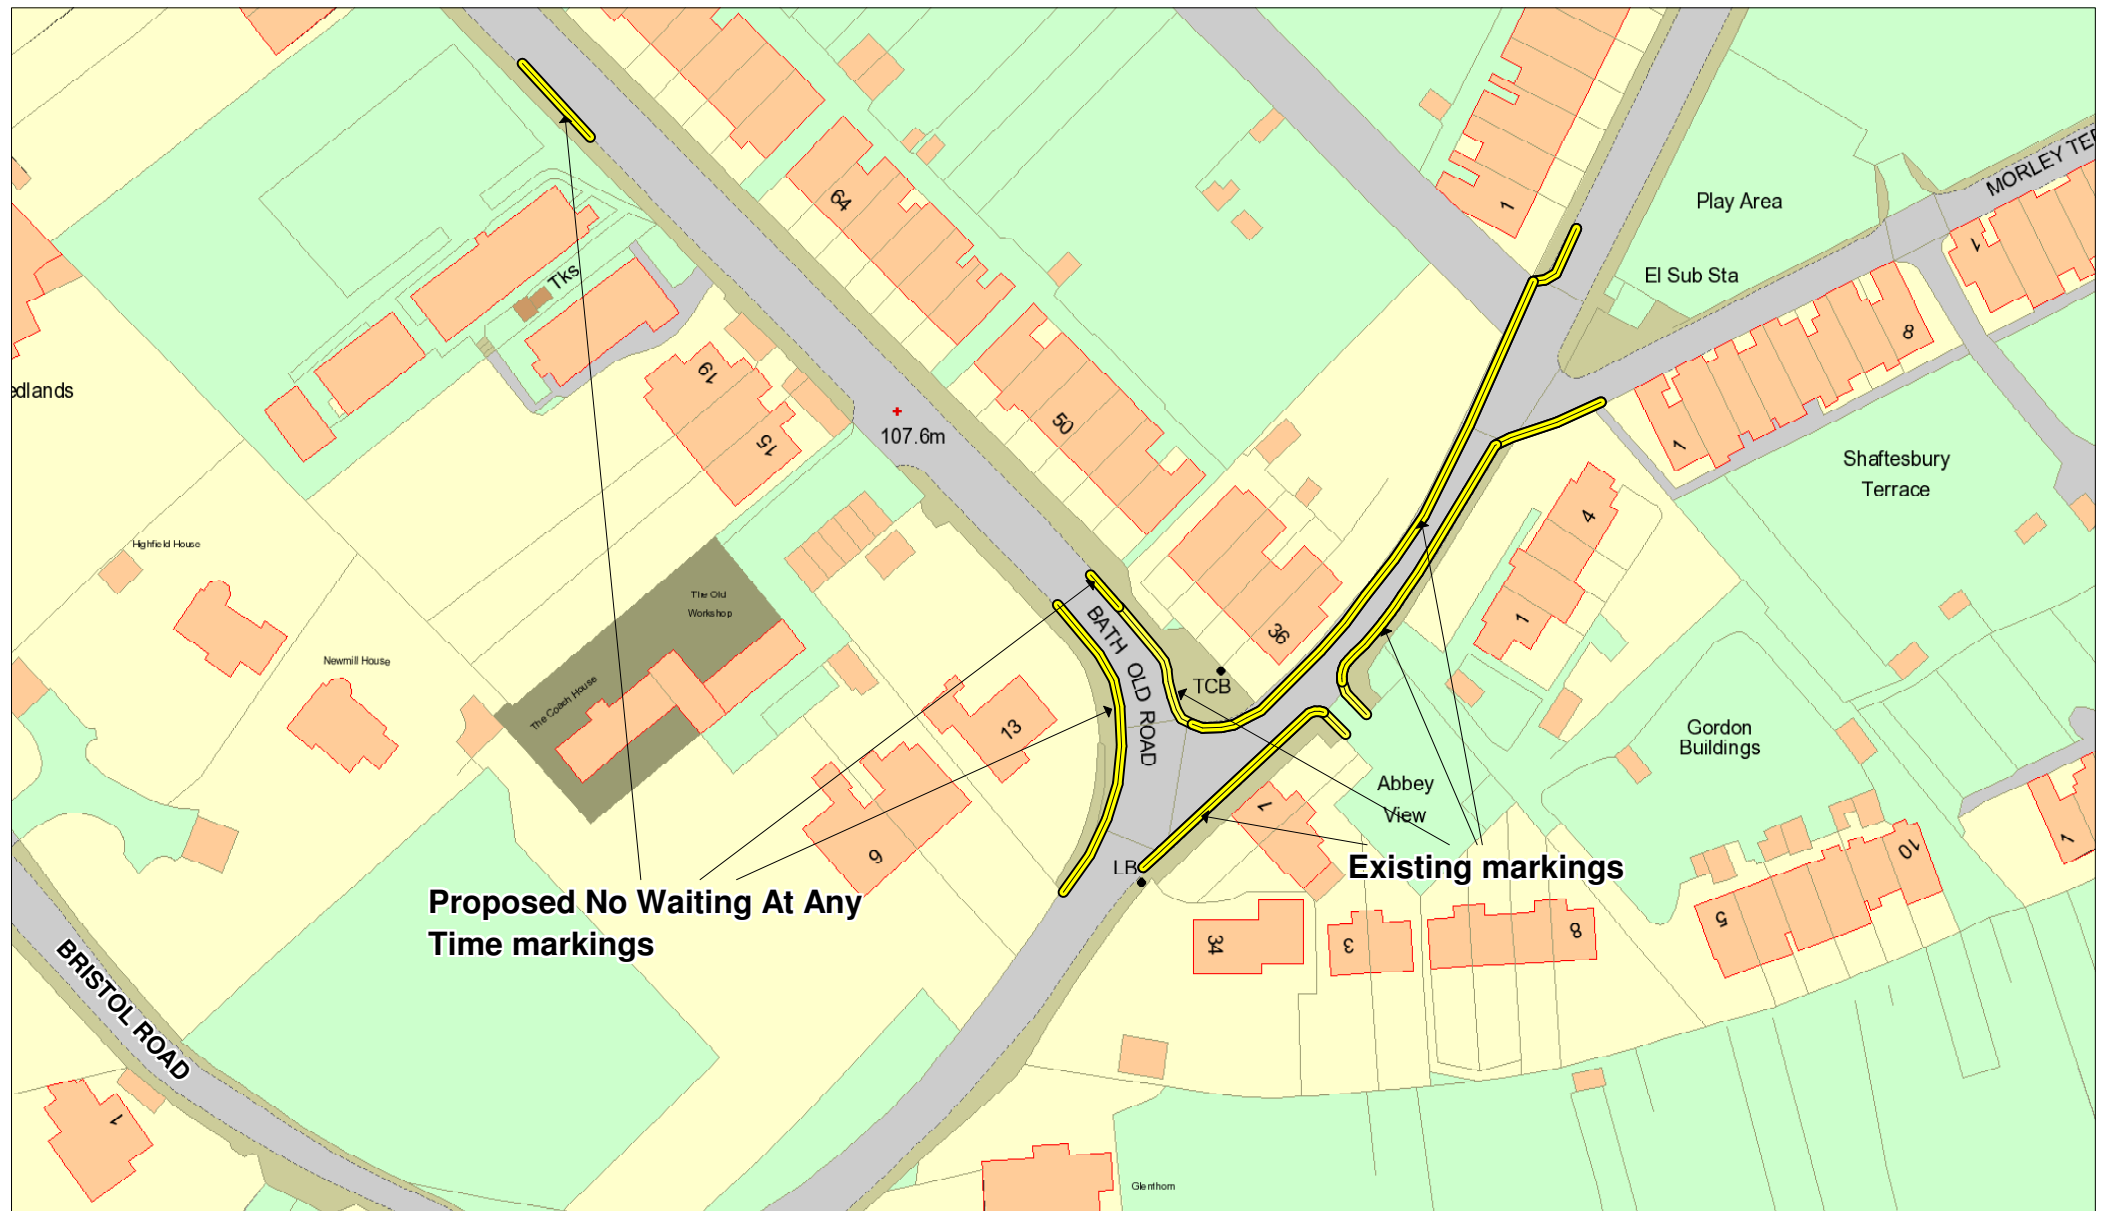 MORLEY TER
Play Area
64
1
1
El Sub Sta
Tks
8
edlands
19
107.6m
50
15
1
Shaftesbury
Terrace
4
Highfield House
The Old
Workshop
BATH OLD ROAD
1
36
Newmill House
The Coach House
TCB
13
Gordon
Buildings
Abbey
View
1
6
LB
Existing markings
1
10
Proposed No Waiting At Any
Time markings
5
34
3
8
BRISTOL ROAD
1
Glenthorn